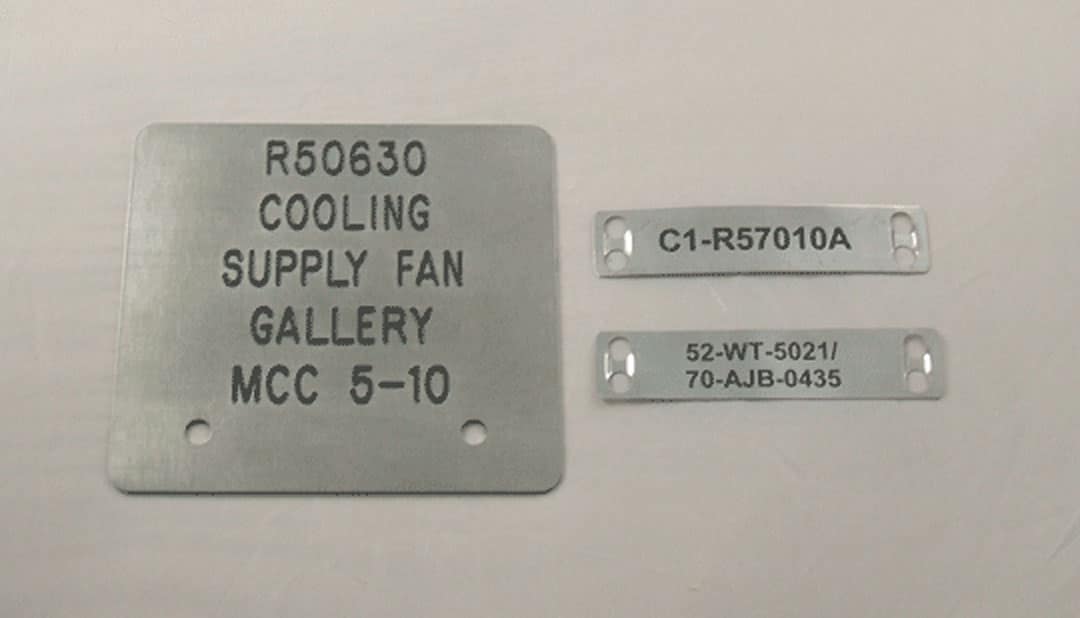 R50630
COOLING
SUPPLY FAN
GALLERY
MCC 5-10
C1-R57010A
52-WT-5021/
70-AJB-0435